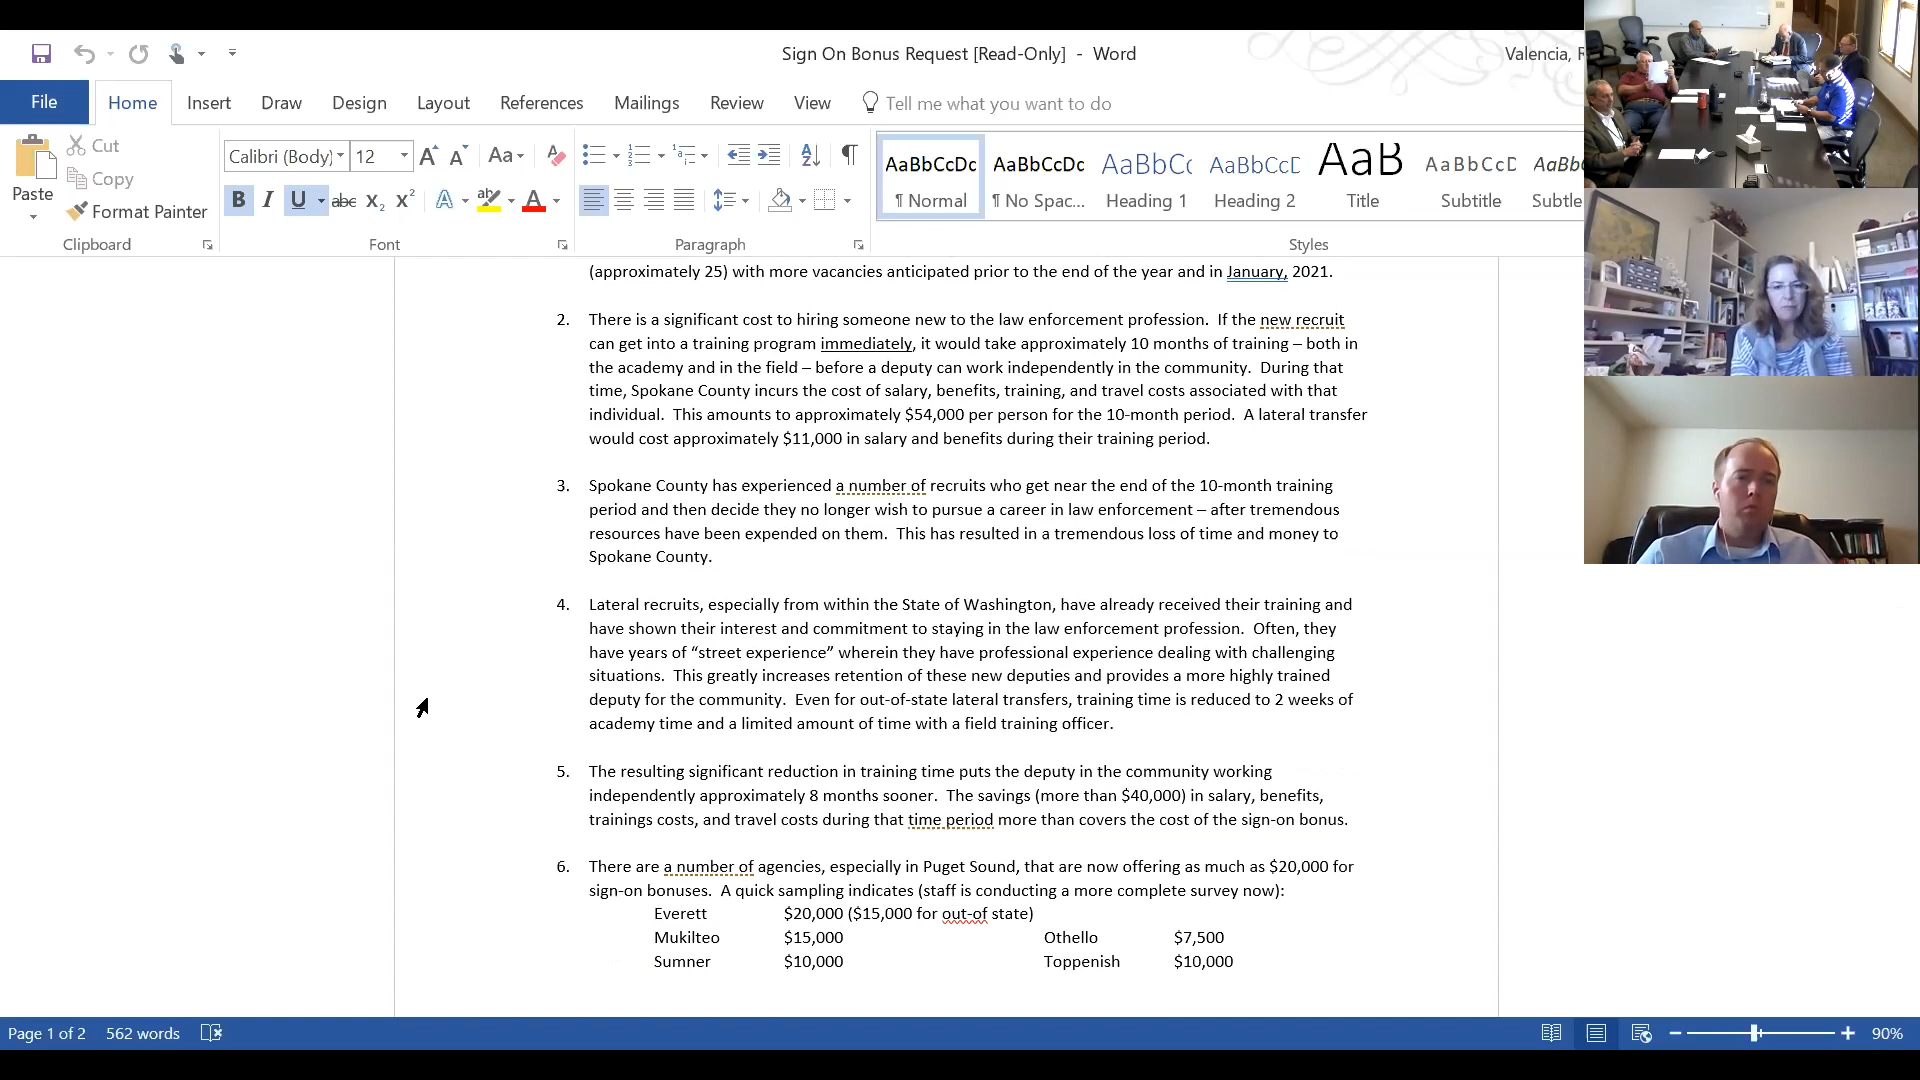 Sign On Bonus Request [Read-Only] - Word
Valencia, R
File
Home
Insert
Draw
Design
Layout
References
Mailings
Review
View
Tell me what you want to do
Paste
Cut
Copy
Format Painter
Clipboard
Calibri (Body)
12
Aa
B I U abc X₂ X²
A
Font
Paragraph
AaBbCcDc
¶ Normal
AaBbCcDc
¶ No Spac...
AaBbCc
Heading 1
AaBbCcD
Heading 2
AaB
Title
AaBbCcD
Subtitle
AaBb
Subtle
Styles
(approximately 25) with more vacancies anticipated prior to the end of the year and in January, 2021.
2. There is a significant cost to hiring someone new to the law enforcement profession. If the new recruit
can get into a training program immediately, it would take approximately 10 months of training – both in
the academy and in the field – before a deputy can work independently in the community. During that
time, Spokane County incurs the cost of salary, benefits, training, and travel costs associated with that
individual. This amounts to approximately $54,000 per person for the 10-month period. A lateral transfer
would cost approximately $11,000 in salary and benefits during their training period.
3. Spokane County has experienced a number of recruits who get near the end of the 10-month training
period and then decide they no longer wish to pursue a career in law enforcement – after tremendous
resources have been expended on them. This has resulted in a tremendous loss of time and money to
Spokane County.
4. Lateral recruits, especially from within the State of Washington, have already received their training and
have shown their interest and commitment to staying in the law enforcement profession. Often, they
have years of “street experience” wherein they have professional experience dealing with challenging
situations. This greatly increases retention of these new deputies and provides a more highly trained
deputy for the community. Even for out-of-state lateral transfers, training time is reduced to 2 weeks of
academy time and a limited amount of time with a field training officer.
5. The resulting significant reduction in training time puts the deputy in the community working
independently approximately 8 months sooner. The savings (more than $40,000) in salary, benefits,
trainings costs, and travel costs during that time period more than covers the cost of the sign-on bonus.
6. There are a number of agencies, especially in Puget Sound, that are now offering as much as $20,000 for
sign-on bonuses. A quick sampling indicates (staff is conducting a more complete survey now):
Everett $20,000 ($15,000 for out-of state)
Mukilteo $15,000 Othello $7,500
Sumner $10,000 Toppenish $10,000
Page 1 of 2 562 words
90%